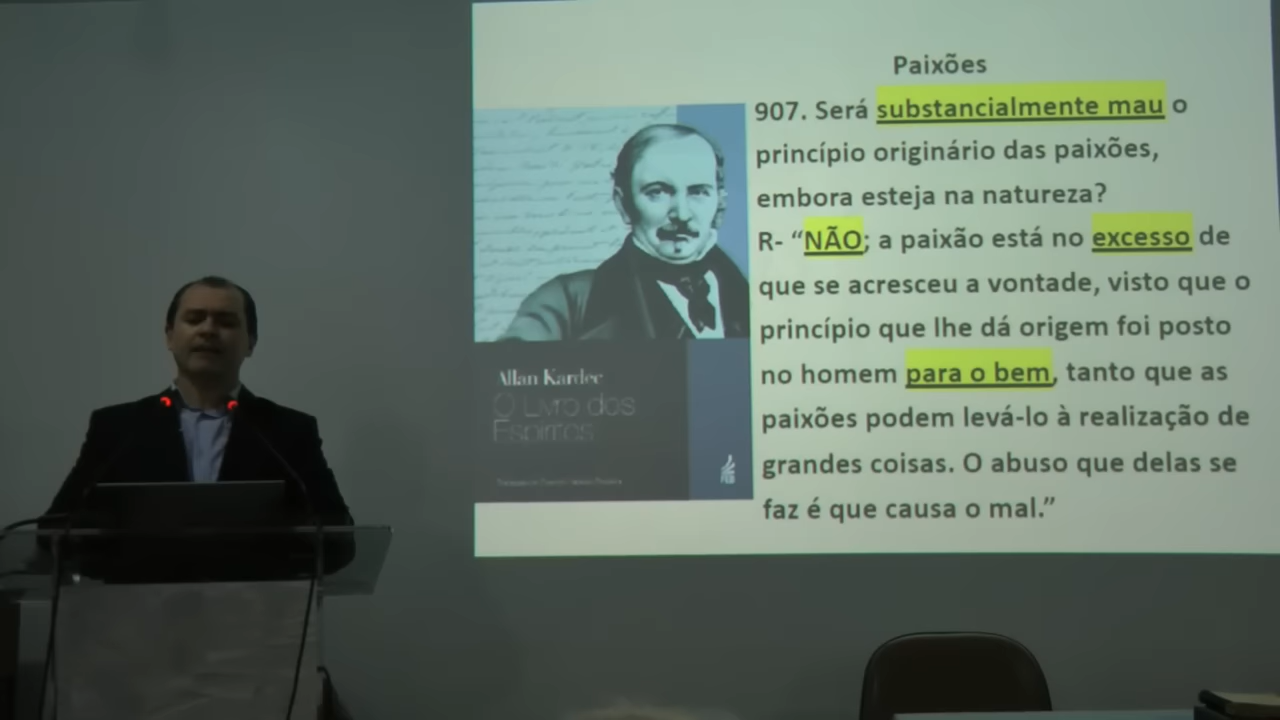 Paixões
907. Será substancialmente mau o
princípio originário das paixões,
embora esteja na natureza?
R- “NÃO; a paixão está no excesso de
que se acresceu a vontade, visto que o
princípio que lhe dá origem foi posto
no homem para o bem, tanto que as
paixões podem levá-lo à realização de
grandes coisas. O abuso que delas se
faz é que causa o mal.”
Allan Kardec
O Livro dos
Espíritos